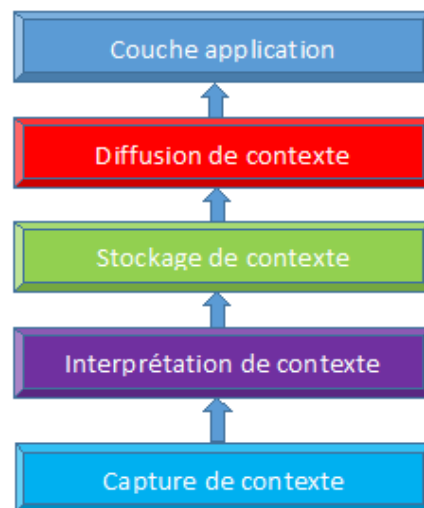 Couche application
Diffusion de contexte
Stockage de contexte
Interprétation de contexte
Capture de contexte